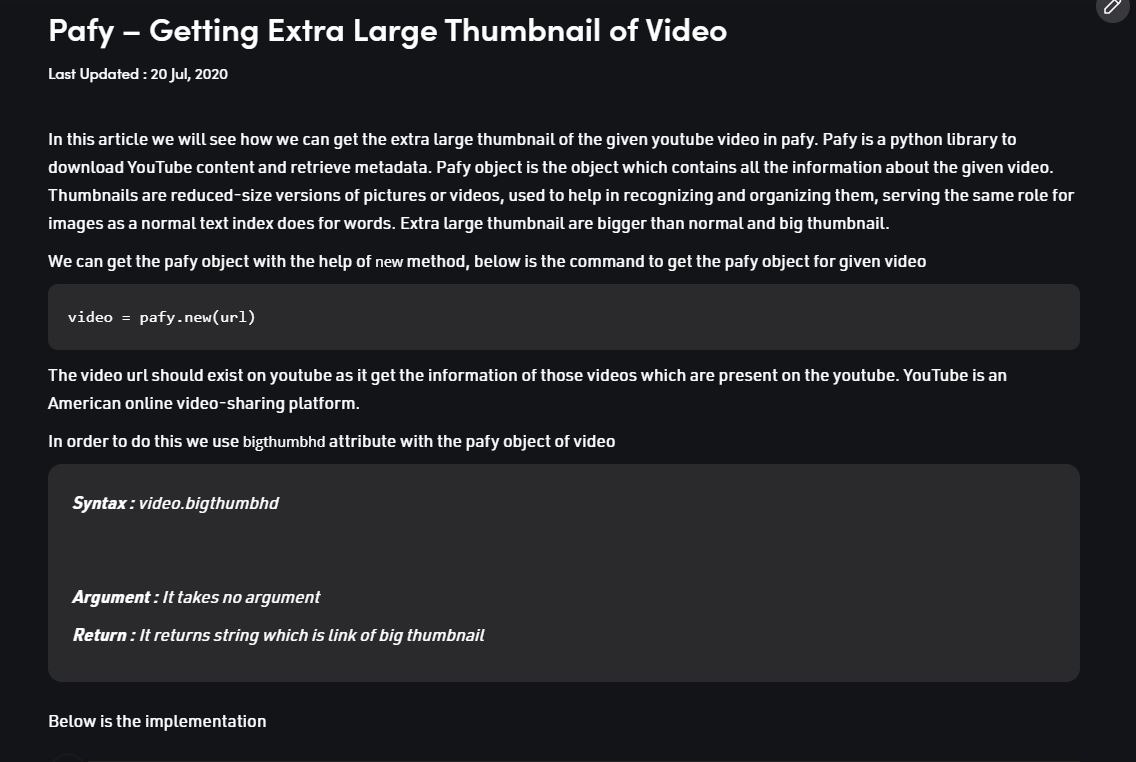 Pafy – Getting Extra Large Thumbnail of Video
Last Updated : 20 Jul, 2020
In this article we will see how we can get the extra large thumbnail of the given youtube video in pafy. Pafy is a python library to
download YouTube content and retrieve metadata. Pafy object is the object which contains all the information about the given video.
Thumbnails are reduced-size versions of pictures or videos, used to help in recognizing and organizing them, serving the same role for
images as a normal text index does for words. Extra large thumbnail are bigger than normal and big thumbnail.
We can get the pafy object with the help of new method, below is the command to get the pafy object for given video
video = pafy.new(url)
The video url should exist on youtube as it get the information of those videos which are present on the youtube. YouTube is an
American online video-sharing platform.
In order to do this we use bigthumbhd attribute with the pafy object of video
Syntax : video.bigthumbhd
Argument : It takes no argument
Return : It returns string which is link of big thumbnail
Below is the implementation